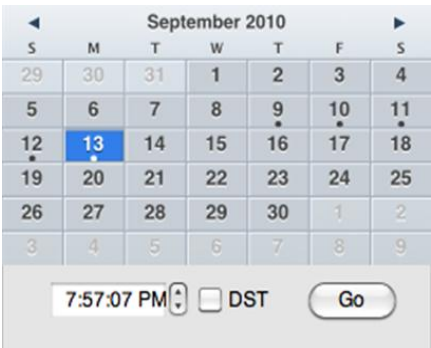 ◀ September 2010 ▶
S M T W T F S
29 30 31 1 2 3 4
5 6 7 8 9 10 11
12 13 14 15 16 17 18
19 20 21 22 23 24 25
26 27 28 29 30 1 2
3 4 5 6 7 8 9
7:57:07 PM DST Go